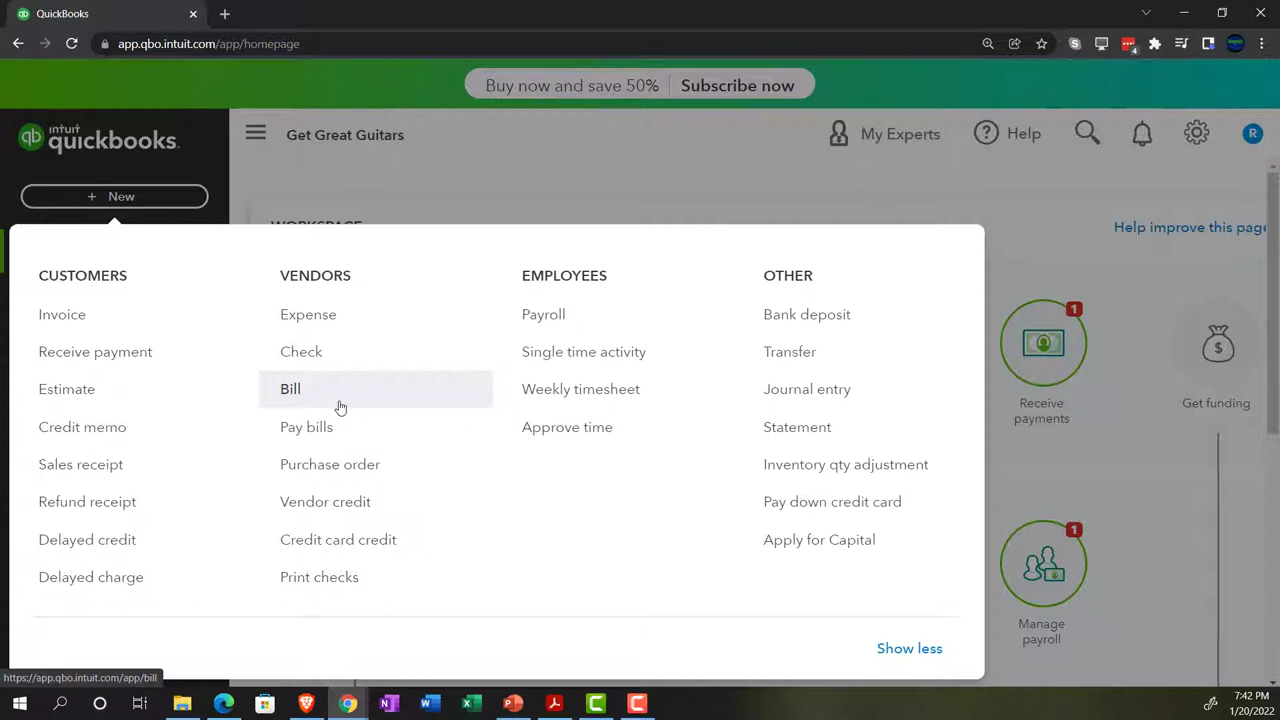 QuickBooks
app.qbo.intuit.com/app/homepage
4
Buy now and save 50%
Subscribe now
qb
intuit
quickbooks.
Get Great Guitars
My Experts
Help
R
+ New
WORKSPACE
Help improve this page
CUSTOMERS
Invoice
Receive payment
Estimate
Credit memo
Sales receipt
Refund receipt
Delayed credit
Delayed charge
VENDORS
Expense
Check
Bill
Pay bills
Purchase order
Vendor credit
Credit card credit
Print checks
EMPLOYEES
Payroll
Single time activity
Weekly timesheet
Approve time
OTHER
Bank deposit
Transfer
Journal entry
Statement
Inventory qty adjustment
Pay down credit card
Apply for Capital
Show less
1
Receive
payments
Get funding
1
Manage
payroll
https://app.qbo.intuit.com/app/bill
7:42 PM
1/20/2022